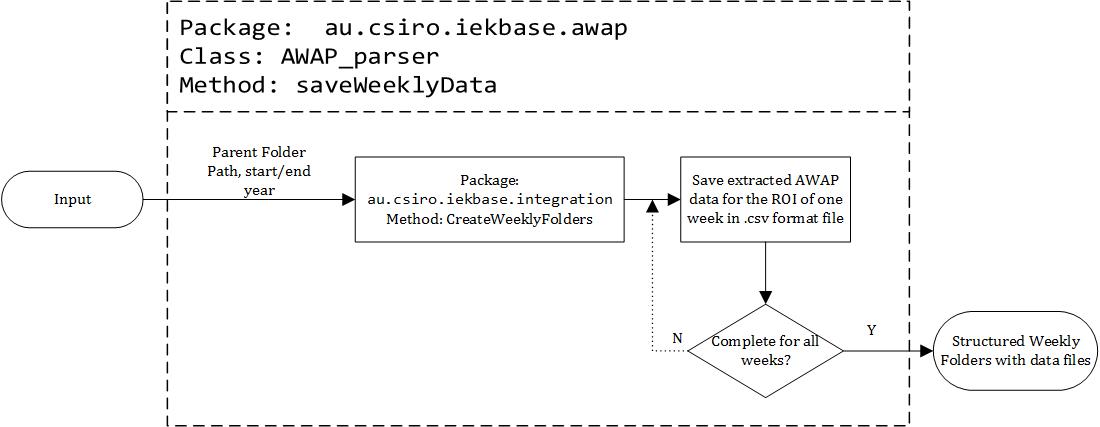 Package:  au.csiro.iekbase.awap
Class: AWAP_parser
Method: saveWeeklyData
Input
Parent Folder
Path, start/end
year
Package:
au.csiro.iekbase.integration
Method: CreateWeeklyFolders
Save extracted AWAP
data for the ROI of one
week in .csv format file
Complete for all
weeks?
N
Y
Structured Weekly
Folders with data files